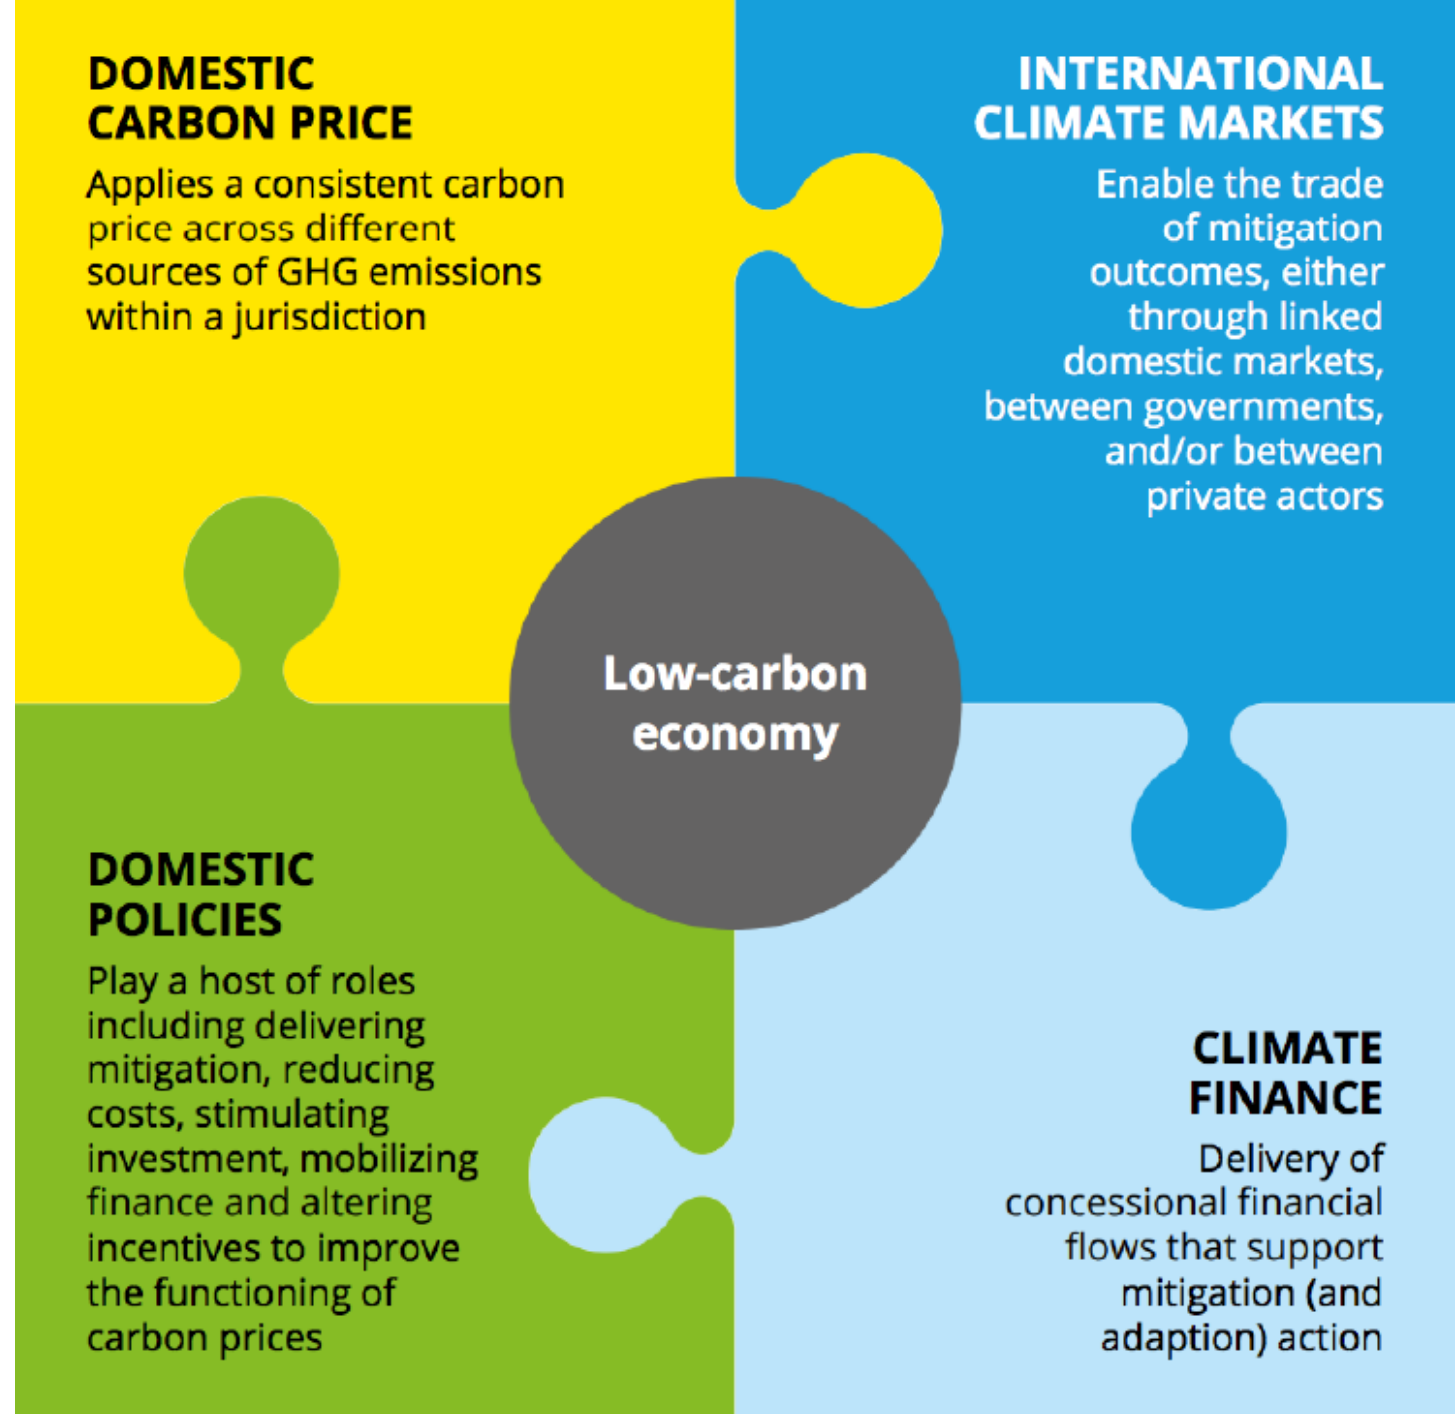 DOMESTIC
CARBON PRICE
Applies a consistent carbon
price across different
sources of GHG emissions
within a jurisdiction
INTERNATIONAL
CLIMATE MARKETS
Enable the trade
of mitigation
outcomes, either
through linked
domestic markets,
between governments,
and/or between
private actors
Low-carbon
economy
DOMESTIC
POLICIES
Play a host of roles
including delivering
mitigation, reducing
costs, stimulating
investment, mobilizing
finance and altering
incentives to improve
the functioning of
carbon prices
CLIMATE
FINANCE
Delivery of
concessional financial
flows that support
mitigation (and
adaption) action